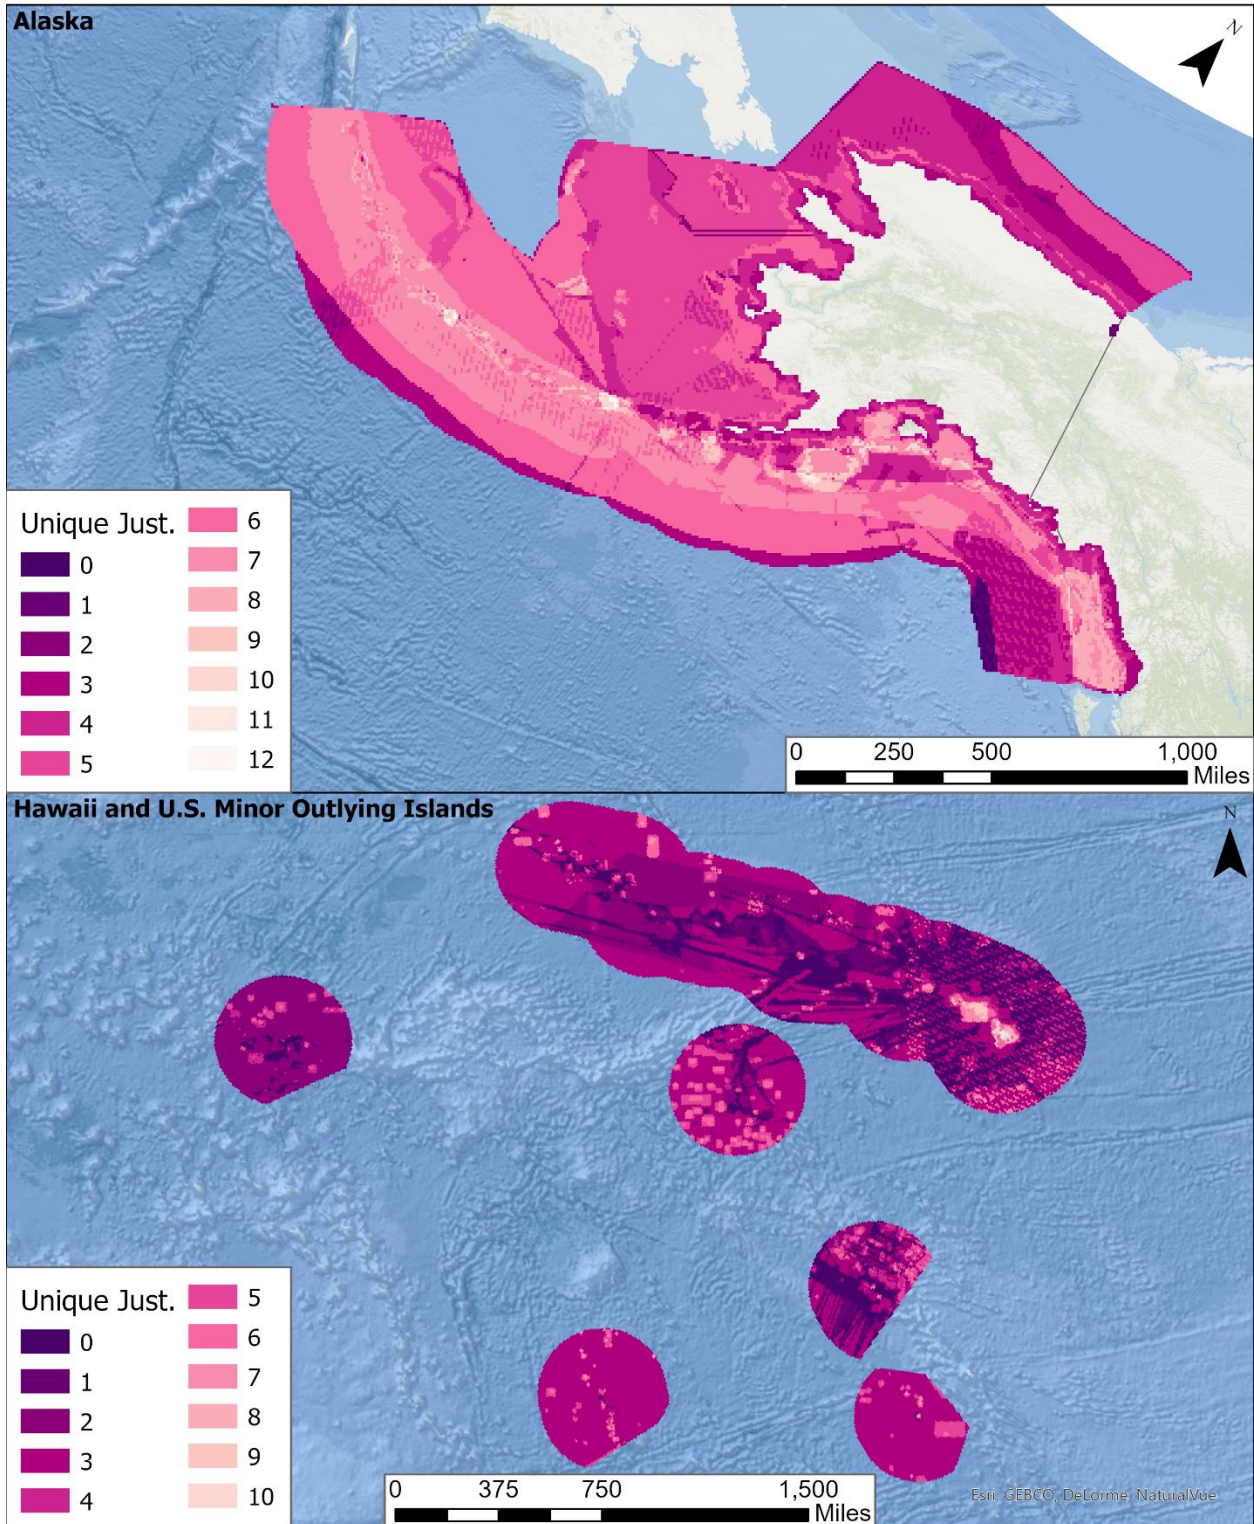 Alaska
N
Unique Just.
0
1
2
3
4
5
6
7
8
9
10
11
12
0 250 500 1,000
Miles
Hawaii and U.S. Minor Outlying Islands
N
Unique Just.
0
1
2
3
4
5
6
7
8
9
10
0 375 750 1,500
Miles
Esri, GEBCO, DeLorme, NaturalVue